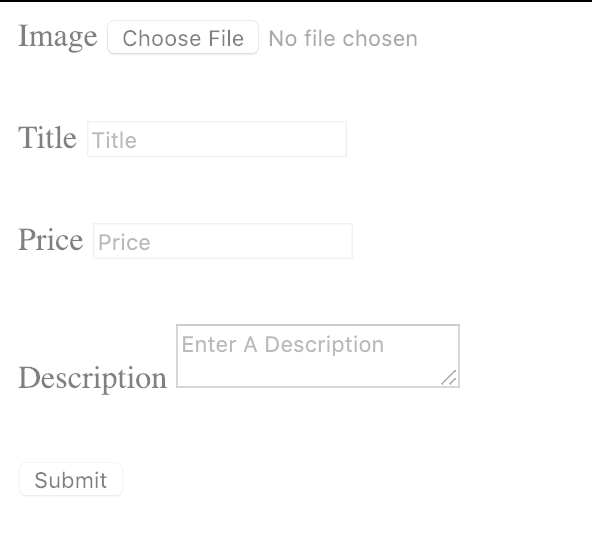 Image Choose File No file chosen
Title Title
Price Price
Enter A Description
Description
Submit